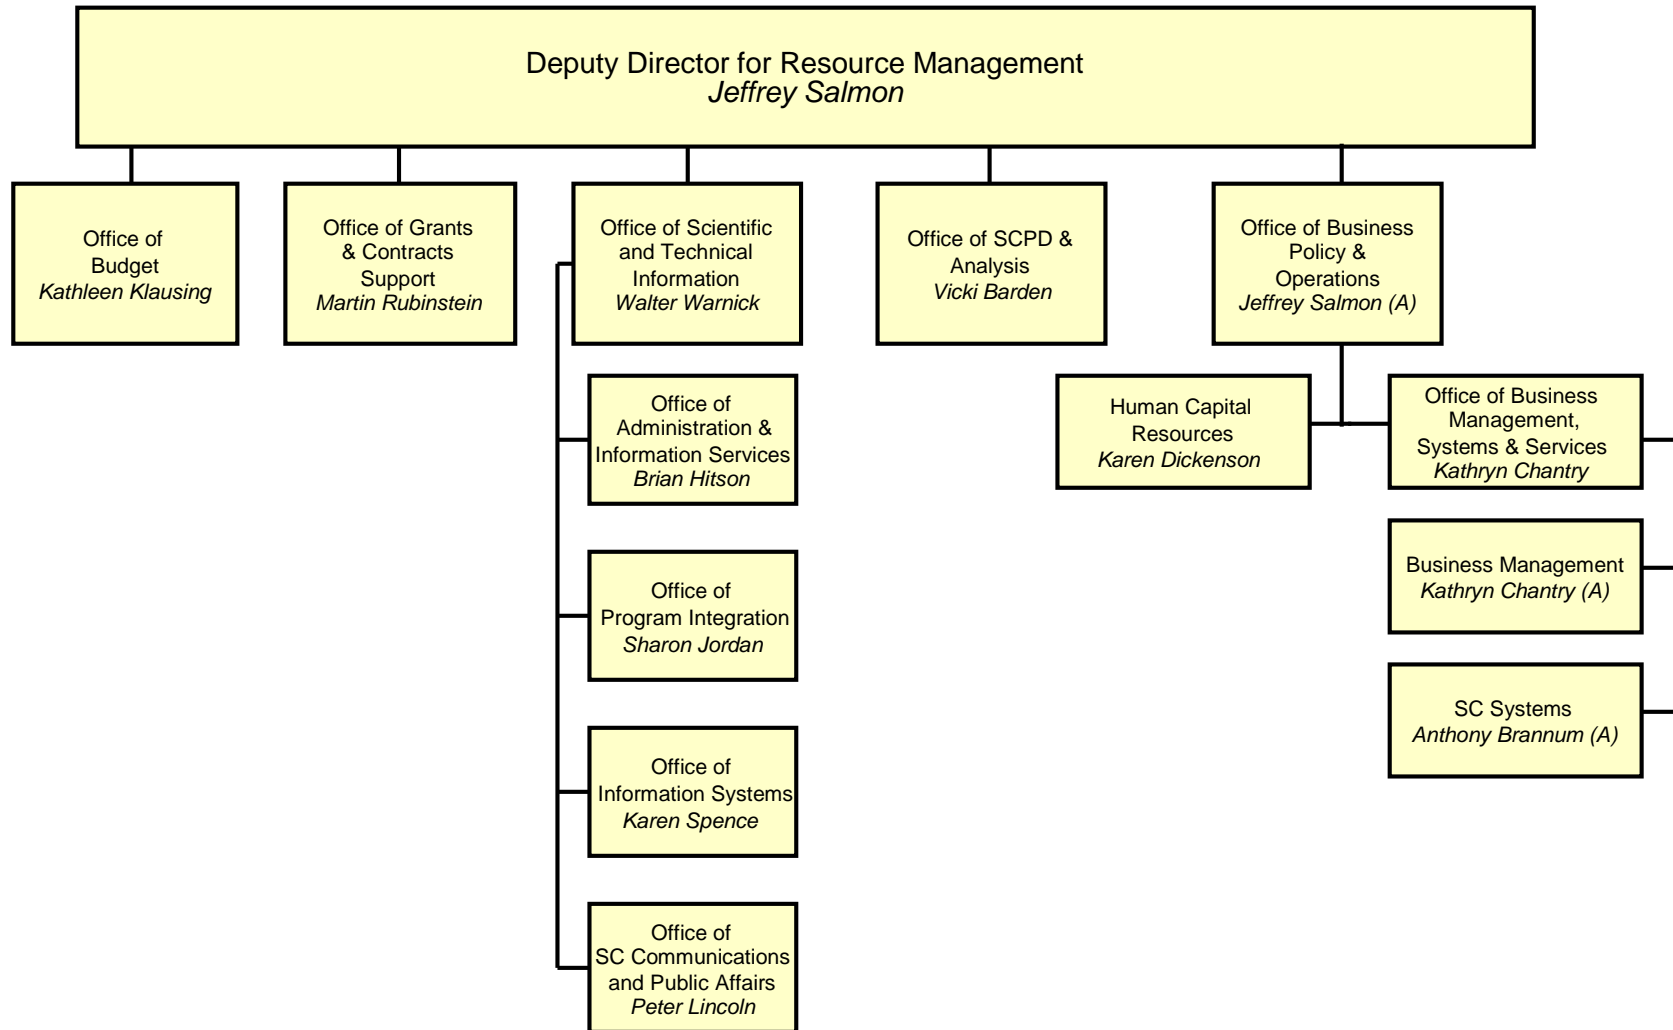 Deputy Director for Resource Management
Jeffrey Salmon
Office of
Budget
Kathleen Klausing
Office of Grants
& Contracts
Support
Martin Rubinstein
Office of Scientific
and Technical
Information
Walter Warnick
Office of SCPD &
Analysis
Vicki Barden
Office of Business
Policy &
Operations
Jeffrey Salmon (A)
Office of
Administration &
Information Services
Brian Hitson
Human Capital
Resources
Karen Dickenson
Office of Business
Management,
Systems & Services
Kathryn Chantry
Office of
Program Integration
Sharon Jordan
Business Management
Kathryn Chantry (A)
Office of
Information Systems
Karen Spence
SC Systems
Anthony Brannum (A)
Office of
SC Communications
and Public Affairs
Peter Lincoln